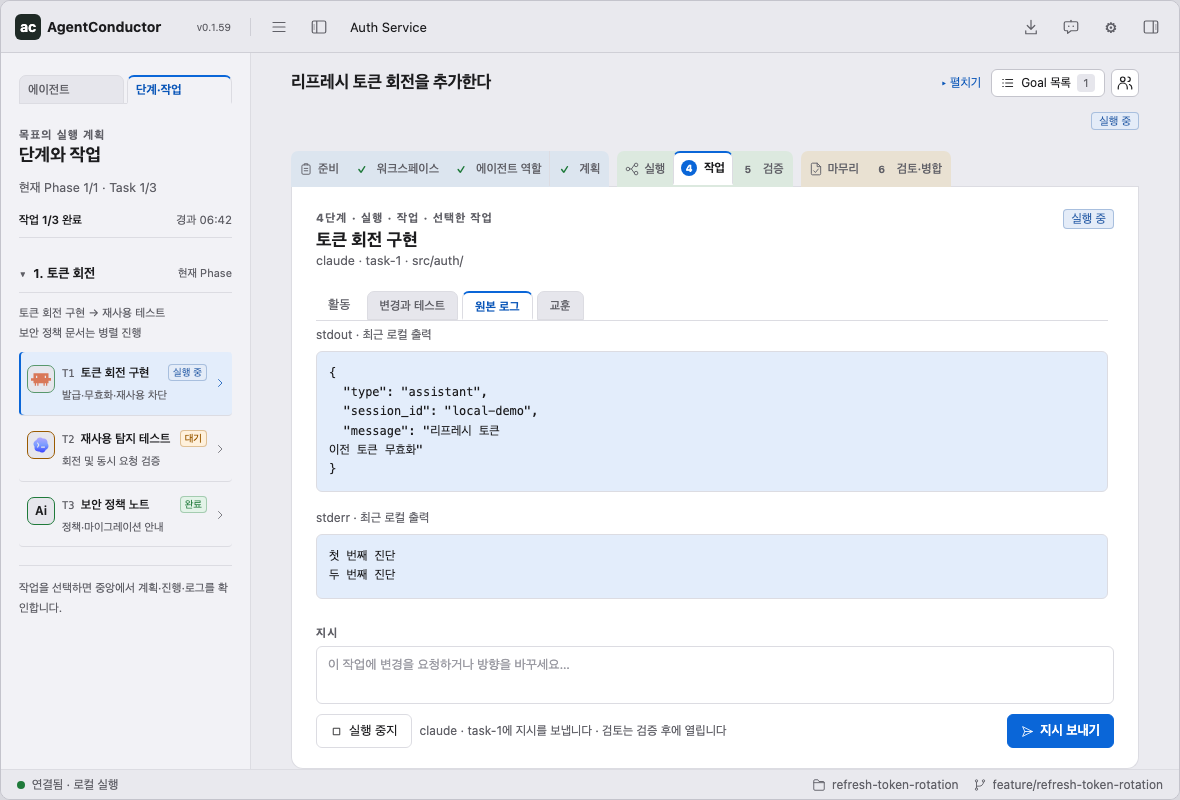 ac AgentConductor v0.1.59 Auth Service
에이전트 단계·작업
목표의 실행 계획
단계와 작업
현재 Phase 1/1 · Task 1/3
작업 1/3 완료 경과 06:42
▾ 1. 토큰 회전 현재 Phase
토큰 회전 구현 → 재사용 테스트
보안 정책 문서는 병렬 진행
T1 토큰 회전 구현 실행 중
발급·무효화·재사용 차단
T2 재사용 탐지 테스트 대기
회전 및 동시 요청 검증
Ai T3 보안 정책 노트 완료
정책·마이그레이션 안내
작업을 선택하면 중앙에서 계획·진행·로그를 확
인합니다.
리프레시 토큰 회전을 추가한다
▸ 펼치기 Goal 목록 1
실행 중
준비 ✓ 워크스페이스 ✓ 에이전트 역할 ✓ 계획 실행 4 작업 5 검증 마무리 6 검토·병합
4단계 · 실행 · 작업 · 선택한 작업
실행 중
토큰 회전 구현
claude · task-1 · src/auth/
활동 변경과 테스트 원본 로그 교훈
stdout · 최근 로컬 출력
{
"type": "assistant",
"session_id": "local-demo",
"message": "리프레시 토큰
이전 토큰 무효화"
}
stderr · 최근 로컬 출력
첫 번째 진단
두 번째 진단
지시
이 작업에 변경을 요청하거나 방향을 바꾸세요...
실행 중지 claude · task-1에 지시를 보냅니다 · 검토는 검증 후에 열립니다 지시 보내기
연결됨 · 로컬 실행 refresh-token-rotation feature/refresh-token-rotation